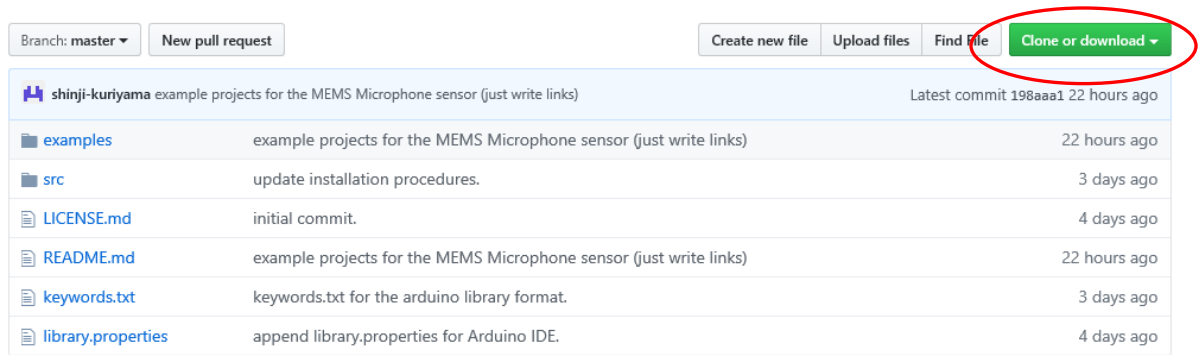 Branch: master New pull request Create new file Upload files Find File Clone or download
shinji-kuriyama example projects for the MEMS Microphone sensor (just write links) Latest commit 198aaa1 22 hours ago
examples example projects for the MEMS Microphone sensor (just write links) 22 hours ago
src update installation procedures. 3 days ago
LICENSE.md initial commit. 4 days ago
README.md example projects for the MEMS Microphone sensor (just write links) 22 hours ago
keywords.txt keywords.txt for the arduino library format. 3 days ago
library.properties append library.properties for Arduino IDE. 4 days ago